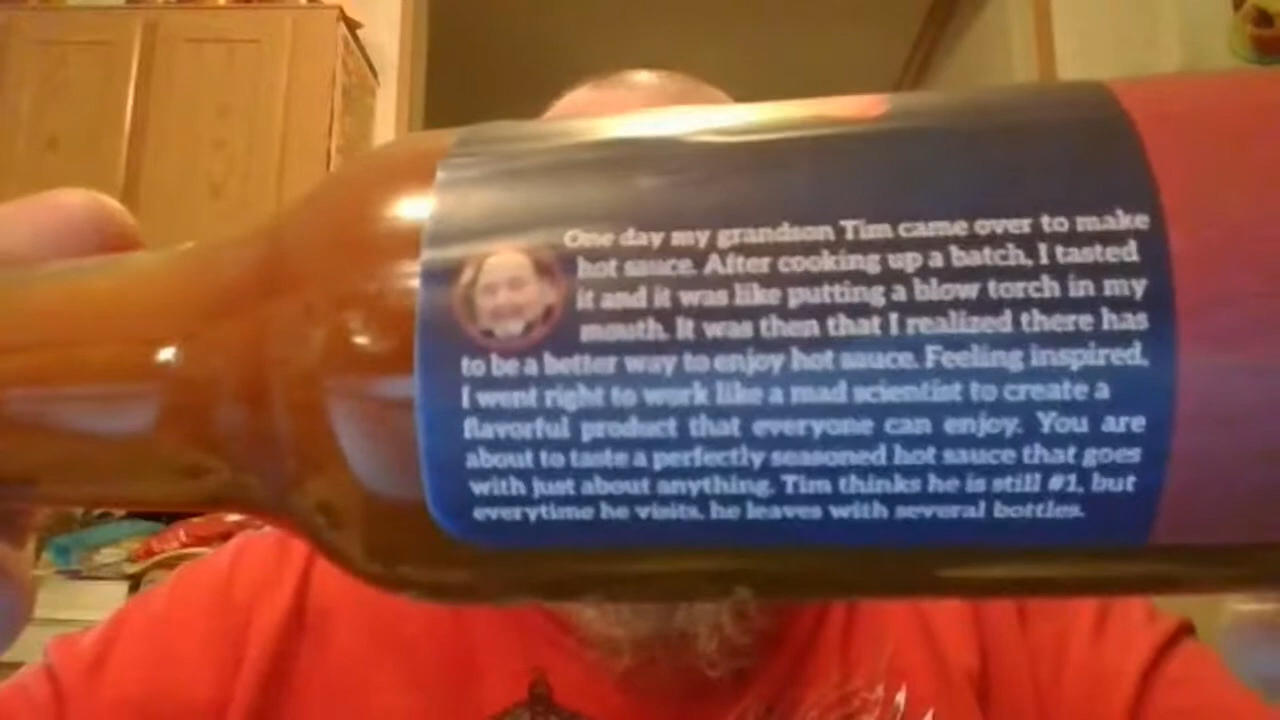 One day my grandson Tim came over to make
hot sauce. After cooking up a batch, I tasted
it and it was like putting a blow torch in my
mouth. It was then that I realized there has
to be a better way to enjoy hot sauce. Feeling inspired,
I went right to work like a mad scientist to create a
flavorful product that everyone can enjoy. You are
about to taste a perfectly seasoned hot sauce that goes
with just about anything. Tim thinks he is still #1, but
everytime he visits, he leaves with several bottles.